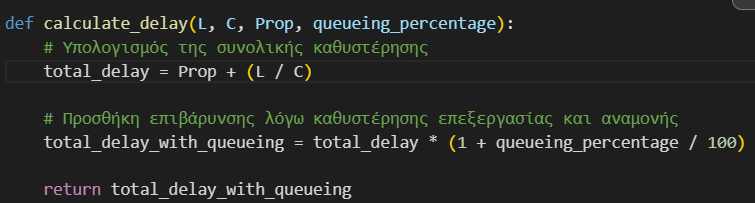 def calculate_delay(L, C, Prop, queueing_percentage):
# Υπολογισμός της συνολικής καθυστέρησης
total_delay = Prop + (L / C)
# Προσθήκη επιβάρυνσης λόγω καθυστέρησης επεξεργασίας και αναμονής
total_delay_with_queueing = total_delay * (1 + queueing_percentage / 100)
return total_delay_with_queueing